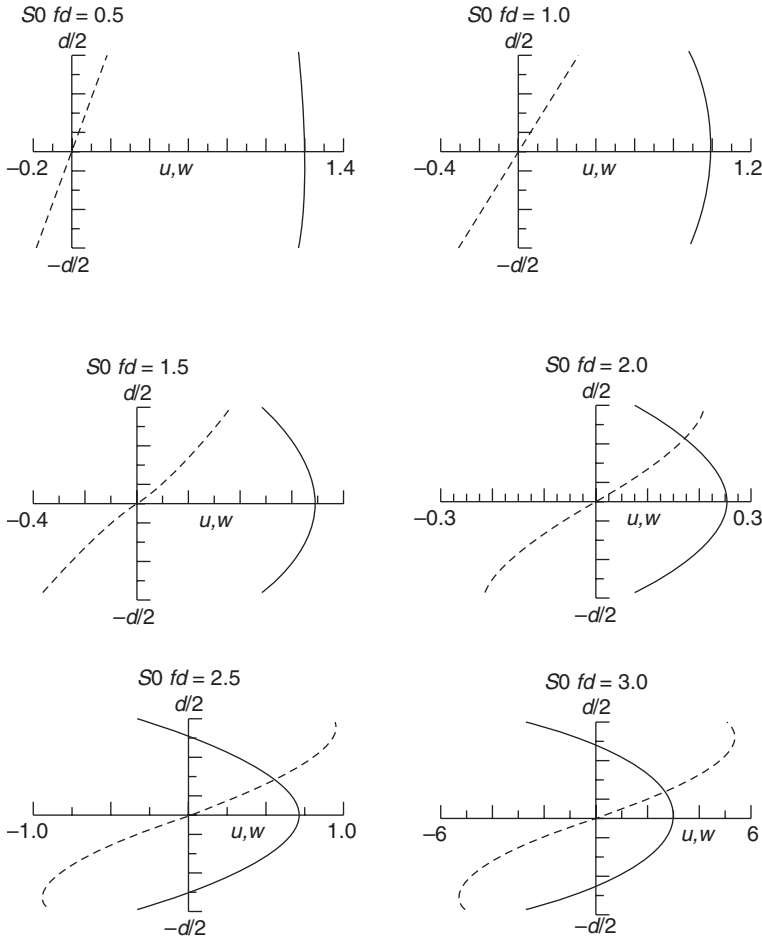 S0 fd = 0.5
d/2
–0.2
u,w
1.4
–d/2
S0 fd = 1.0
d/2
–0.4
u,w
1.2
–d/2
S0 fd = 1.5
d/2
–0.4
u,w
–d/2
S0 fd = 2.0
d/2
–0.3
u,w
0.3
–d/2
S0 fd = 2.5
d/2
–1.0
u,w
1.0
–d/2
S0 fd = 3.0
d/2
–6
u,w
6
–d/2